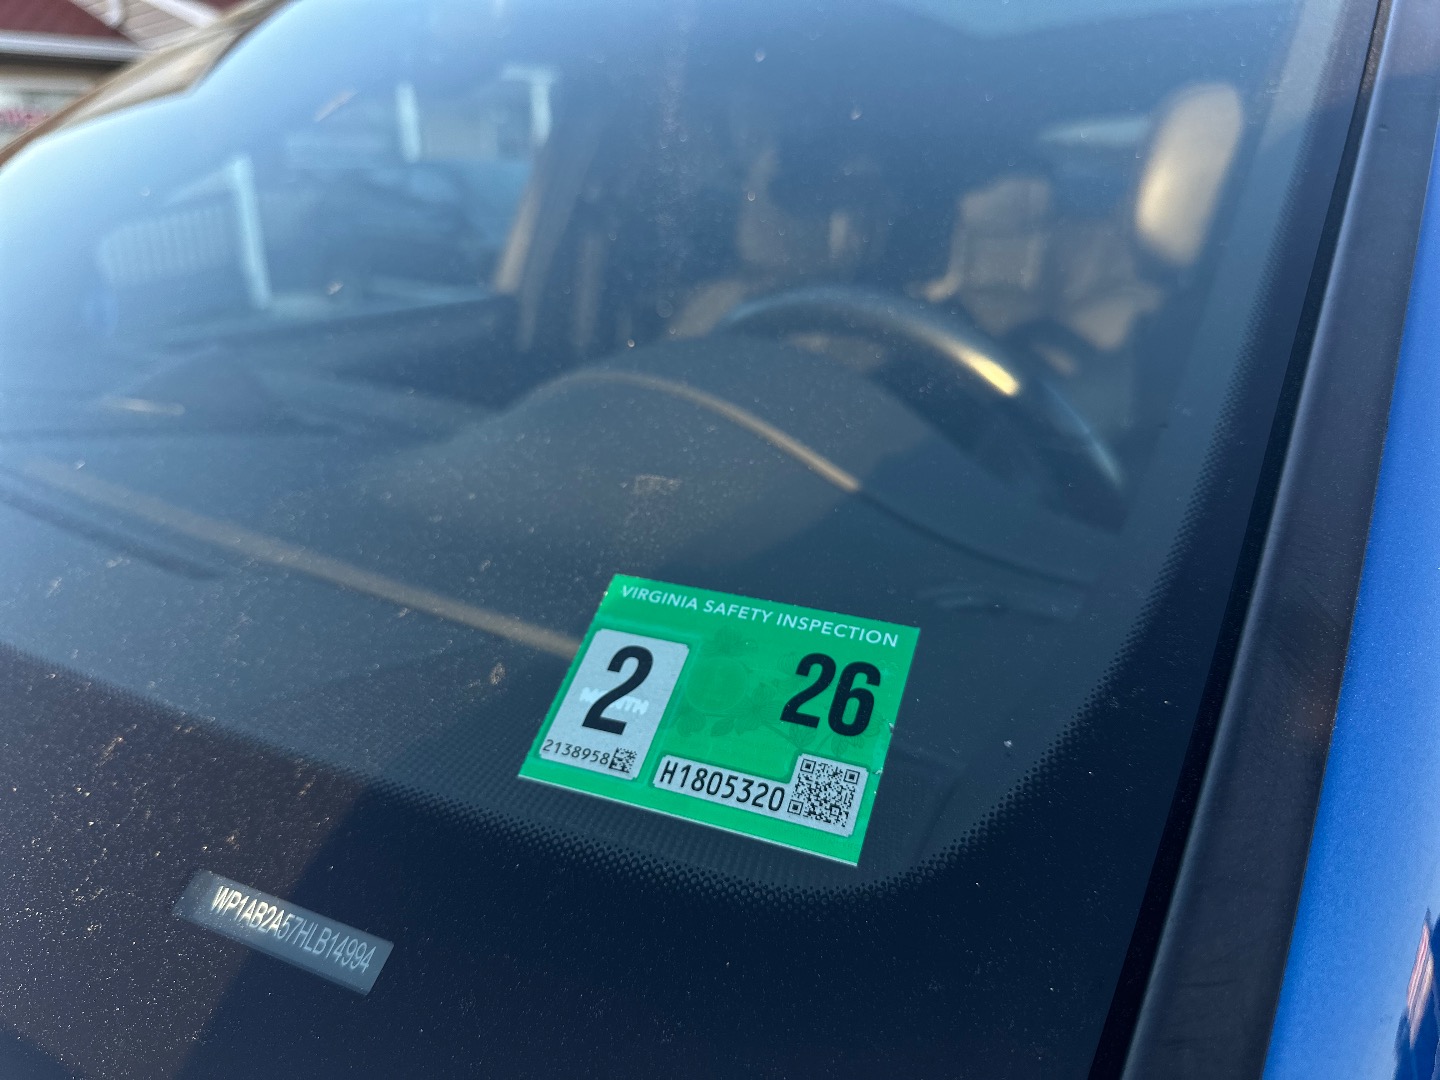 VIRGINIA SAFETY INSPECTION
2 26
MONTH
2138958
H1805320
WP1AB2A57HLB14994